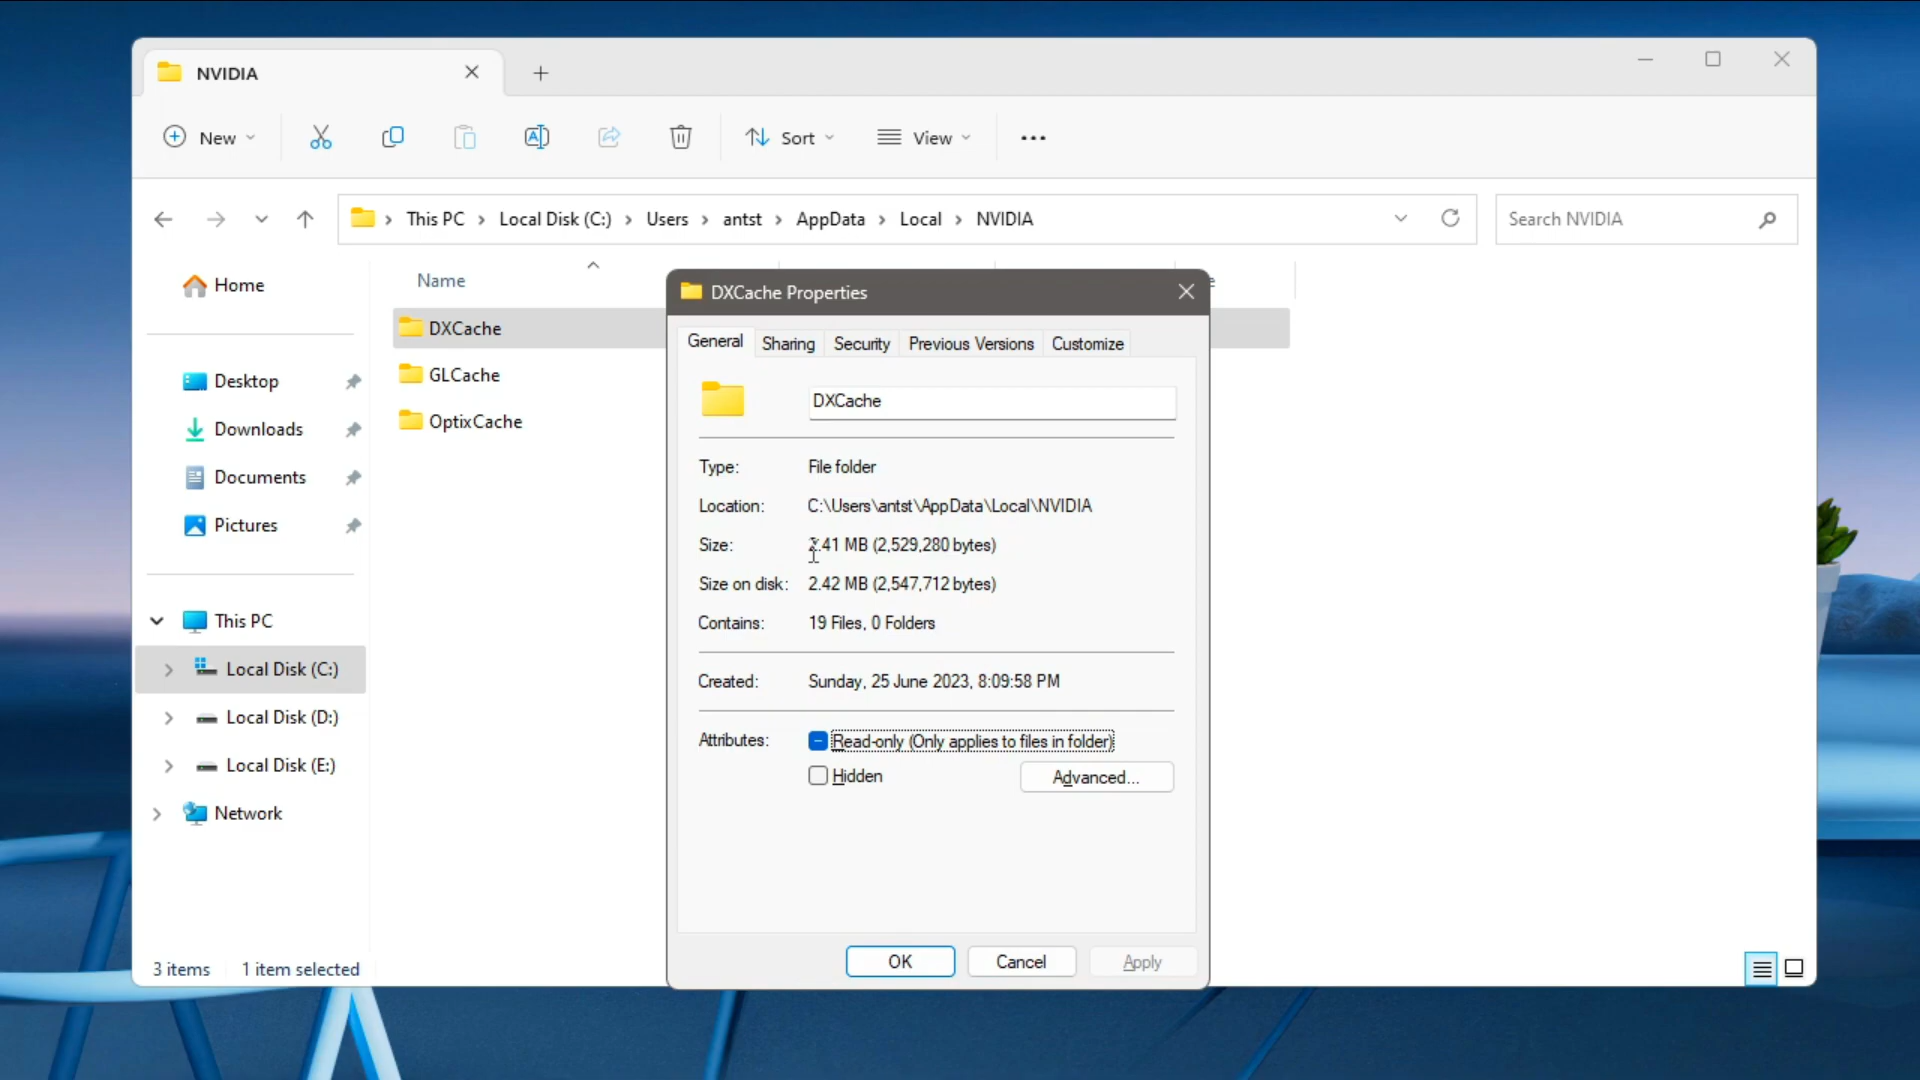 NVIDIA
New
Sort
View
This PC > Local Disk (C:) > Users > antst > AppData > Local > NVIDIA
Search NVIDIA
Home
Desktop
Downloads
Documents
Pictures
This PC
Local Disk (C:)
Local Disk (D:)
Local Disk (E:)
Network
Name
DXCache
GLCache
OptixCache
DXCache Properties
General Sharing Security Previous Versions Customize
DXCache
Type: File folder
Location: C:\Users\antst\AppData\Local\NVIDIA
Size: 2.41 MB (2,529,280 bytes)
Size on disk: 2.42 MB (2,547,712 bytes)
Contains: 19 Files, 0 Folders
Created: Sunday, 25 June 2023, 8:09:58 PM
Attributes: Read-only (Only applies to files in folder)
Hidden
Advanced...
OK Cancel Apply
3 items 1 item selected